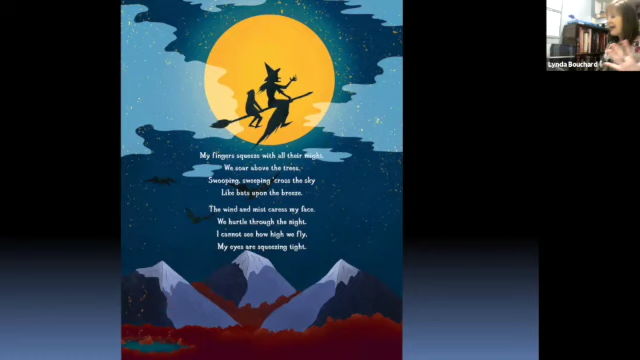 My fingers squeeze with all their might.
We soar above the trees,
Swooping, sweeping 'cross the sky
Like bats upon the breeze.
The wind and mist caress my face.
We hurtle through the night.
I cannot see how high we fly,
My eyes are squeezing tight.
Lynda Bouchard